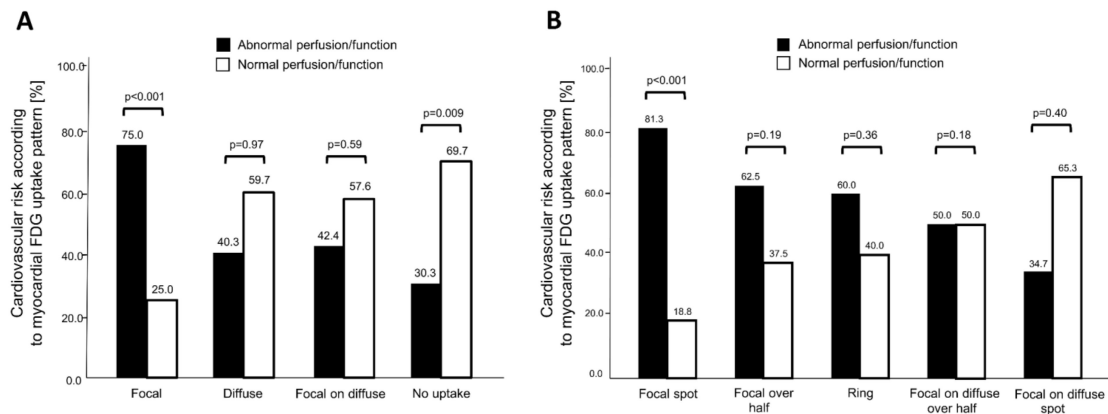 A
Abnormal perfusion/function
Normal perfusion/function
Cardiovascular risk according
to myocardial FDG uptake pattern [%]
100.0
80.0
60.0
40.0
20.0
0.0
p<0.001
75.0
25.0
p=0.97
40.3
59.7
p=0.59
42.4
57.6
p=0.009
30.3
69.7
Focal
Diffuse
Focal on diffuse
No uptake
B
Abnormal perfusion/function
Normal perfusion/function
Cardiovascular risk according
to myocardial FDG uptake pattern [%]
100.0
80.0
60.0
40.0
20.0
0.0
p<0.001
81.3
18.8
p=0.19
62.5
37.5
p=0.36
60.0
40.0
p=0.18
50.0
50.0
p=0.40
34.7
65.3
Focal spot
Focal over
half
Ring
Focal on diffuse
over half
Focal on diffuse
spot